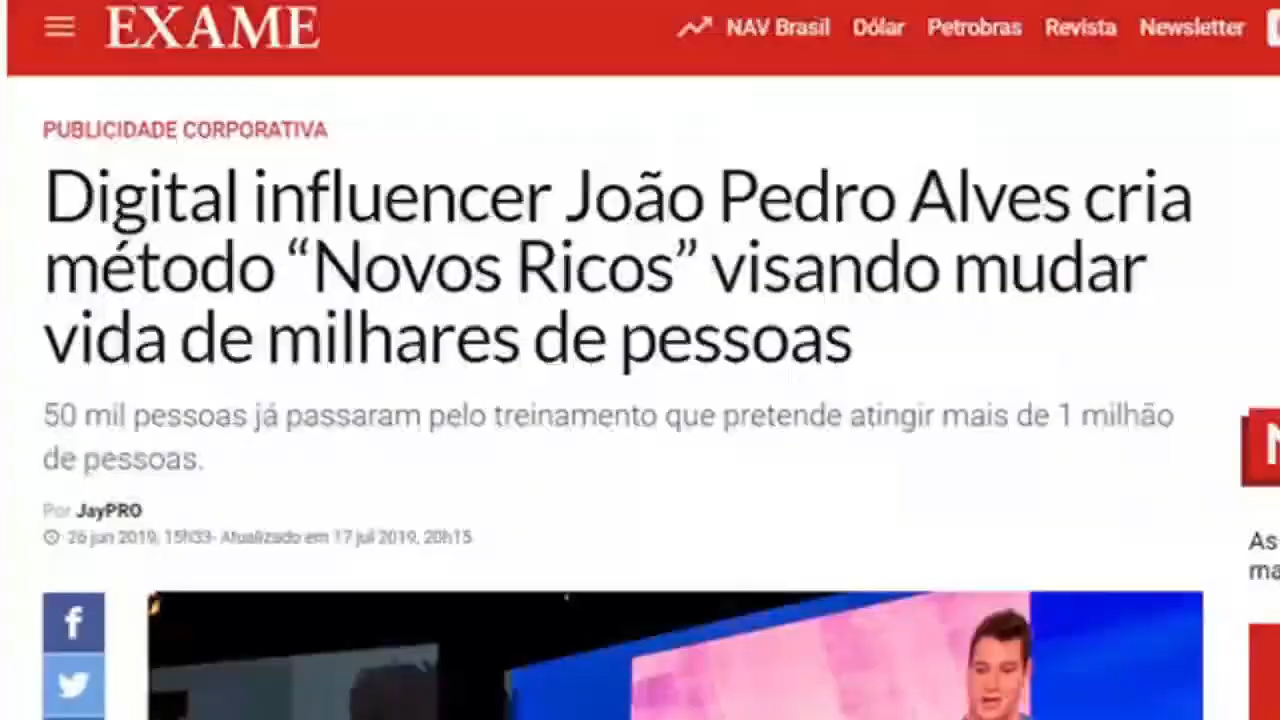 EXAME
NAV Brasil Dólar Petrobras Revista Newsletter
PUBLICIDADE CORPORATIVA
Digital influencer João Pedro Alves cria
método “Novos Ricos” visando mudar
vida de milhares de pessoas
50 mil pessoas já passaram pelo treinamento que pretende atingir mais de 1 milhão
de pessoas.
Por JayPRO
26 jun 2019, 15h33- Atualizado em 17 jul 2019, 20h15
As
ma